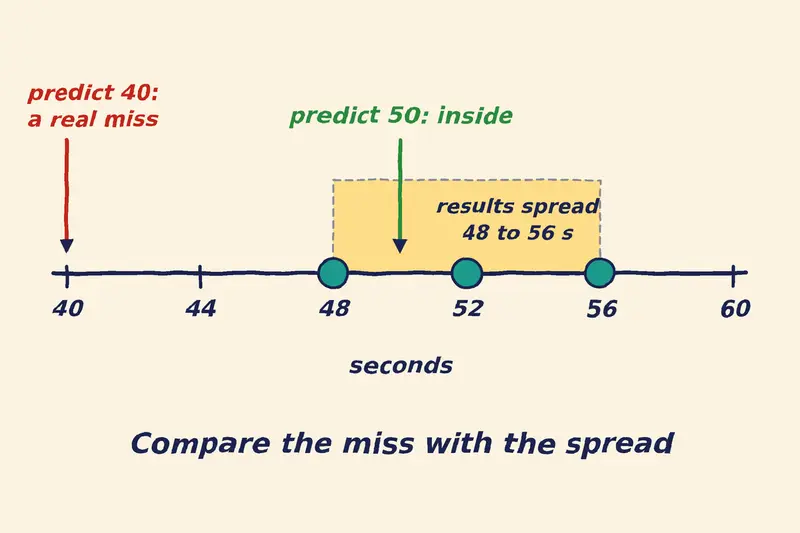 predict 40:
a real miss
predict 50: inside
results spread
48 to 56 s
40 44 48 52 56 60
seconds
Compare the miss with the spread